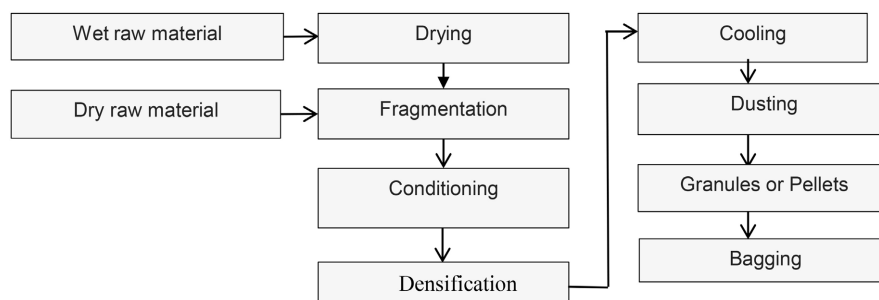 Wet raw material
Drying
Dry raw material
Fragmentation
Conditioning
Densification
Cooling
Dusting
Granules or Pellets
Bagging